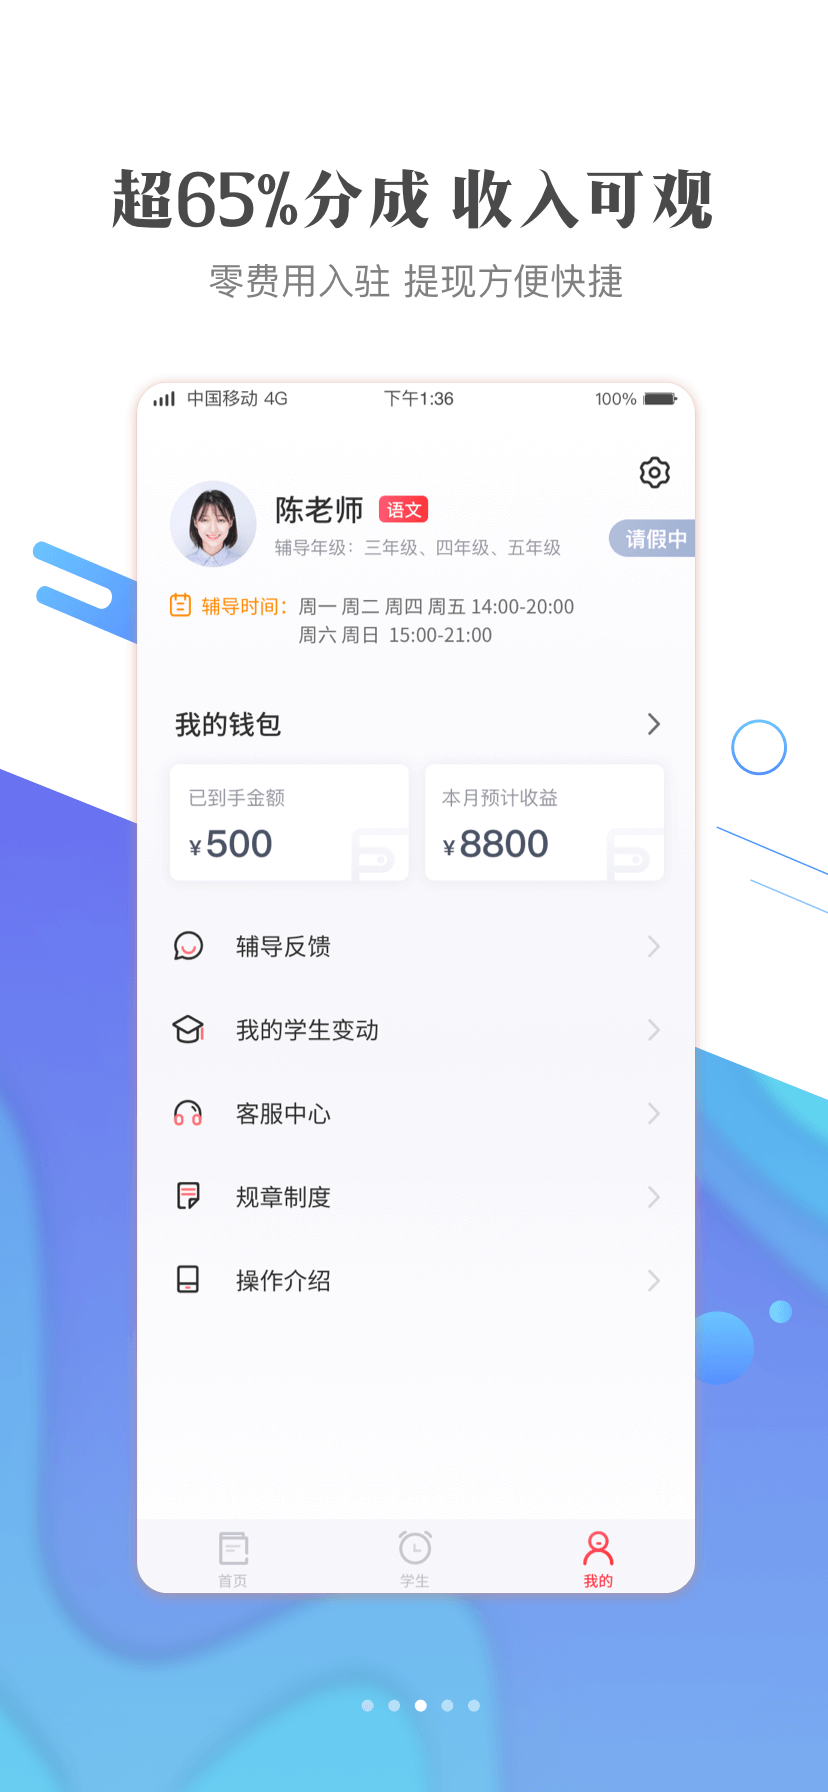 超65%分成 收入可观
零费用入驻 提现方便快捷
中国移动 4G 下午1:36 100%
陈老师 语文
辅导年级：三年级、四年级、五年级
请假中
辅导时间：周一 周二 周四 周五 14:00-20:00
周六 周日 15:00-21:00
我的钱包
已到手金额 本月预计收益
¥500 ¥8800
辅导反馈
我的学生变动
客服中心
规章制度
操作介绍
首页 学生 我的